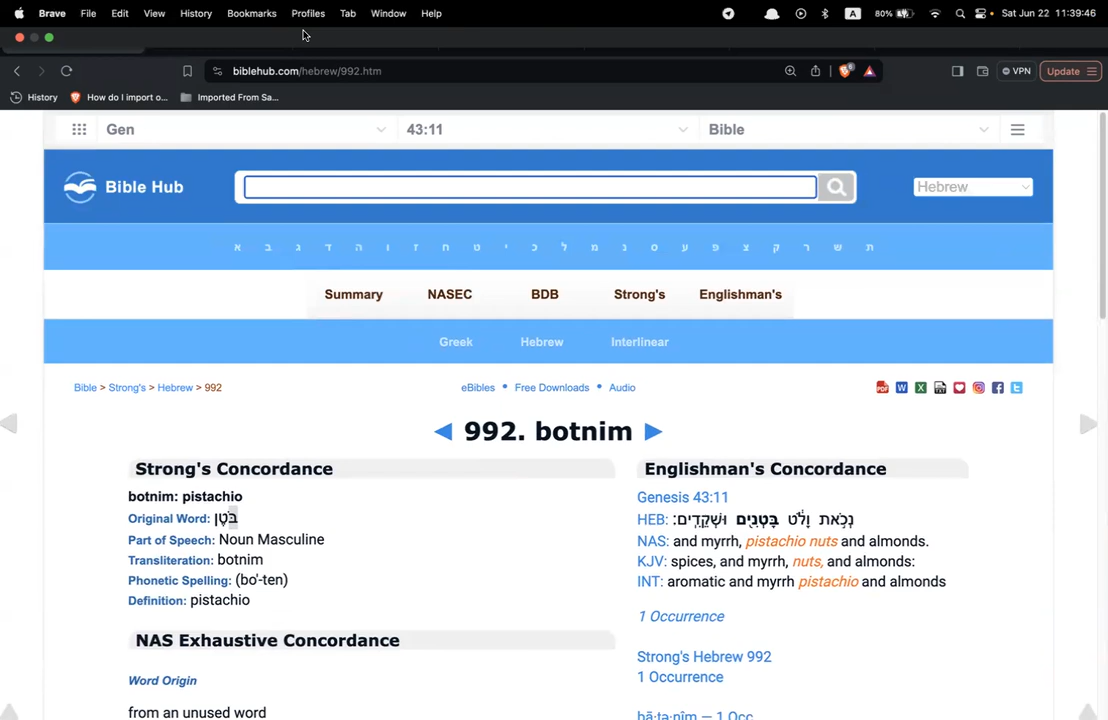 Brave File Edit View History Bookmarks Profiles Tab Window Help A 80% Sat Jun 22 11:39:46
biblehub.com/hebrew/992.htm 6 VPN Update
History How do I import o... Imported From Sa...
Gen 43:11 Bible
Bible Hub Hebrew
א ב ג ד ה ו ז ח ט י כ ל מ נ ס ע פ צ ק ר ש ת
Summary NASEC BDB Strong's Englishman's
Greek Hebrew Interlinear
Bible > Strong's > Hebrew > 992 eBibles • Free Downloads • Audio
◄ 992. botnim ►
Strong's Concordance
botnim: pistachio
Original Word: בֹּטֶן
Part of Speech: Noun Masculine
Transliteration: botnim
Phonetic Spelling: (bo'-ten)
Definition: pistachio
NAS Exhaustive Concordance
Word Origin
from an unused word
Englishman's Concordance
Genesis 43:11
HEB: נְכֹ֣את וָלֹ֔ט בָּטְנִ֖ים וּשְׁקֵדִֽים׃
NAS: and myrrh, pistachio nuts and almonds.
KJV: spices, and myrrh, nuts, and almonds:
INT: aromatic and myrrh pistachio and almonds
1 Occurrence
Strong's Hebrew 992
1 Occurrence
bā·ṭə·nîm — 1 Occ.